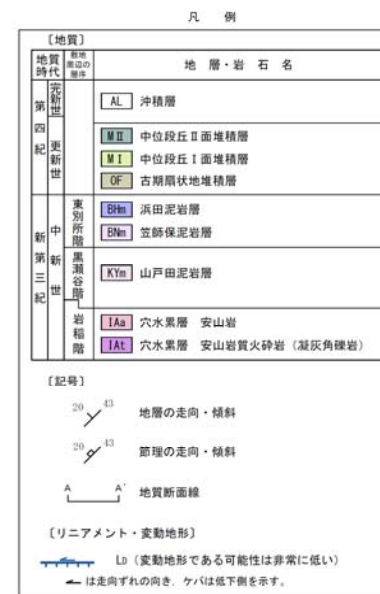 凡 例
〔地質〕
地質時代 敷地周辺の層序 地層・岩石名
第四紀 完新世 AL 沖積層
更新世 MⅡ 中位段丘Ⅱ面堆積層
MⅠ 中位段丘Ⅰ面堆積層
OF 古期扇状地堆積層
新第三紀 中新世 東別所階 BHm 浜田泥岩層
BNm 笠師保泥岩層
黒瀬谷階 KYm 山戸田泥岩層
岩稲階 IAa 穴水累層 安山岩
IAt 穴水累層 安山岩質火砕岩(凝灰角礫岩)
〔記号〕
20 43 地層の走向・傾斜
20 43 節理の走向・傾斜
A A' 地質断面線
〔リニアメント・変動地形〕
LD (変動地形である可能性は非常に低い)
は走向ずれの向き，ケバは低下側を示す。